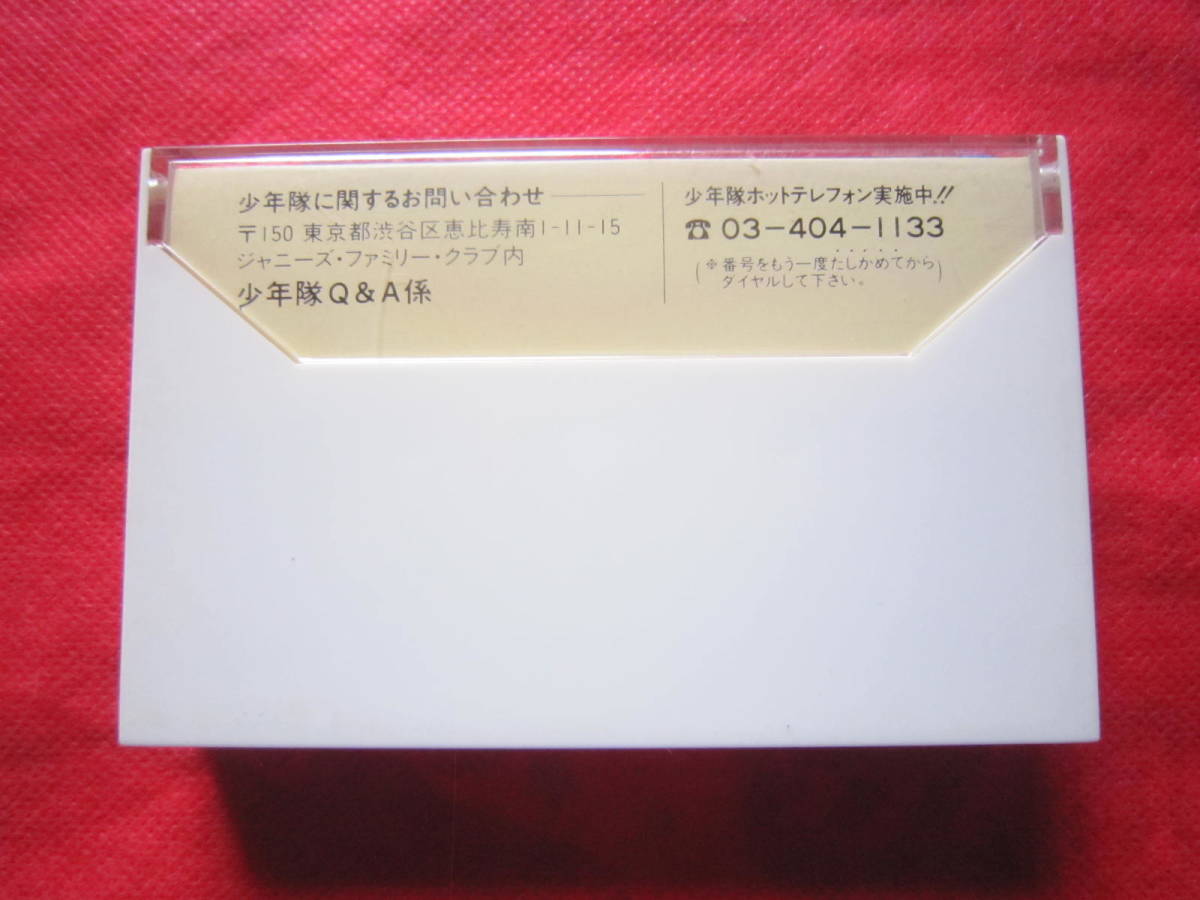 少年隊に関するお問い合わせ
〒150 東京都渋谷区恵比寿南1-11-15
ジャニーズ・ファミリー・クラブ内
少年隊Q&A係
少年隊ホットテレフォン実施中!!
☎ 03-404-1133
(※番号をもう一度たしかめてから
ダイヤルして下さい。)